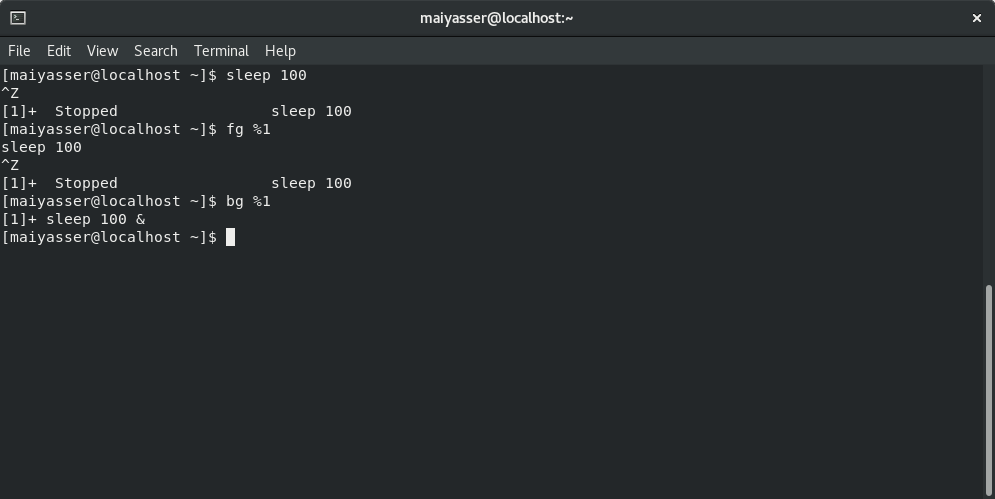 maiyasser@localhost:~
File Edit View Search Terminal Help
[maiyasser@localhost ~]$ sleep 100
^Z
[1]+  Stopped                 sleep 100
[maiyasser@localhost ~]$ fg %1
sleep 100
^Z
[1]+  Stopped                 sleep 100
[maiyasser@localhost ~]$ bg %1
[1]+ sleep 100 &
[maiyasser@localhost ~]$